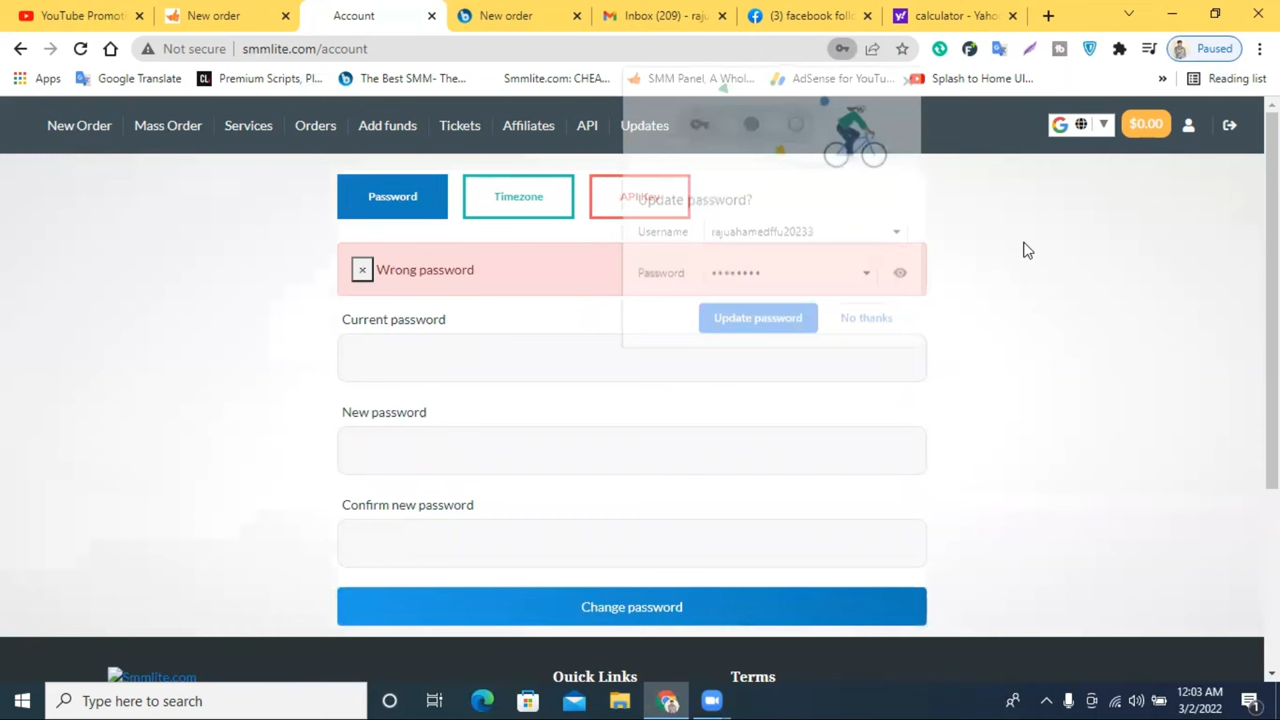 YouTube Promot
New order
Account
New order
Inbox (209) - raj
(3) facebook foll
calculator - Yaho
Not secure
smmlite.com/account
Paused
Apps
Google Translate
Premium Scripts, Pl...
The Best SMM- The...
Smmlite.com: CHEA...
SMM Panel, A Whol...
AdSense for YouTu...
Splash to Home UI...
»
Reading list
New Order
Mass Order
Services
Orders
Add funds
Tickets
Affiliates
API
Updates
$0.00
Password
Timezone
API Key
Update password?
Username
rajuahamedffu20233
× Wrong password
Password
••••••••
Update password
No thanks
Current password
New password
Confirm new password
Change password
Smmlite.com
Quick Links
Terms
Type here to search
12:03 AM
3/2/2022
1